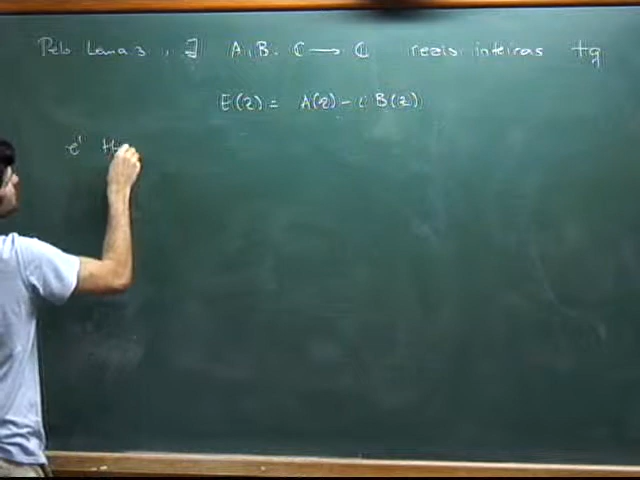 Pelo Lema 3, ∃ A, B: ℂ → ℂ reais inteiras tq
E(z) = A(z) - i B(z)
e'